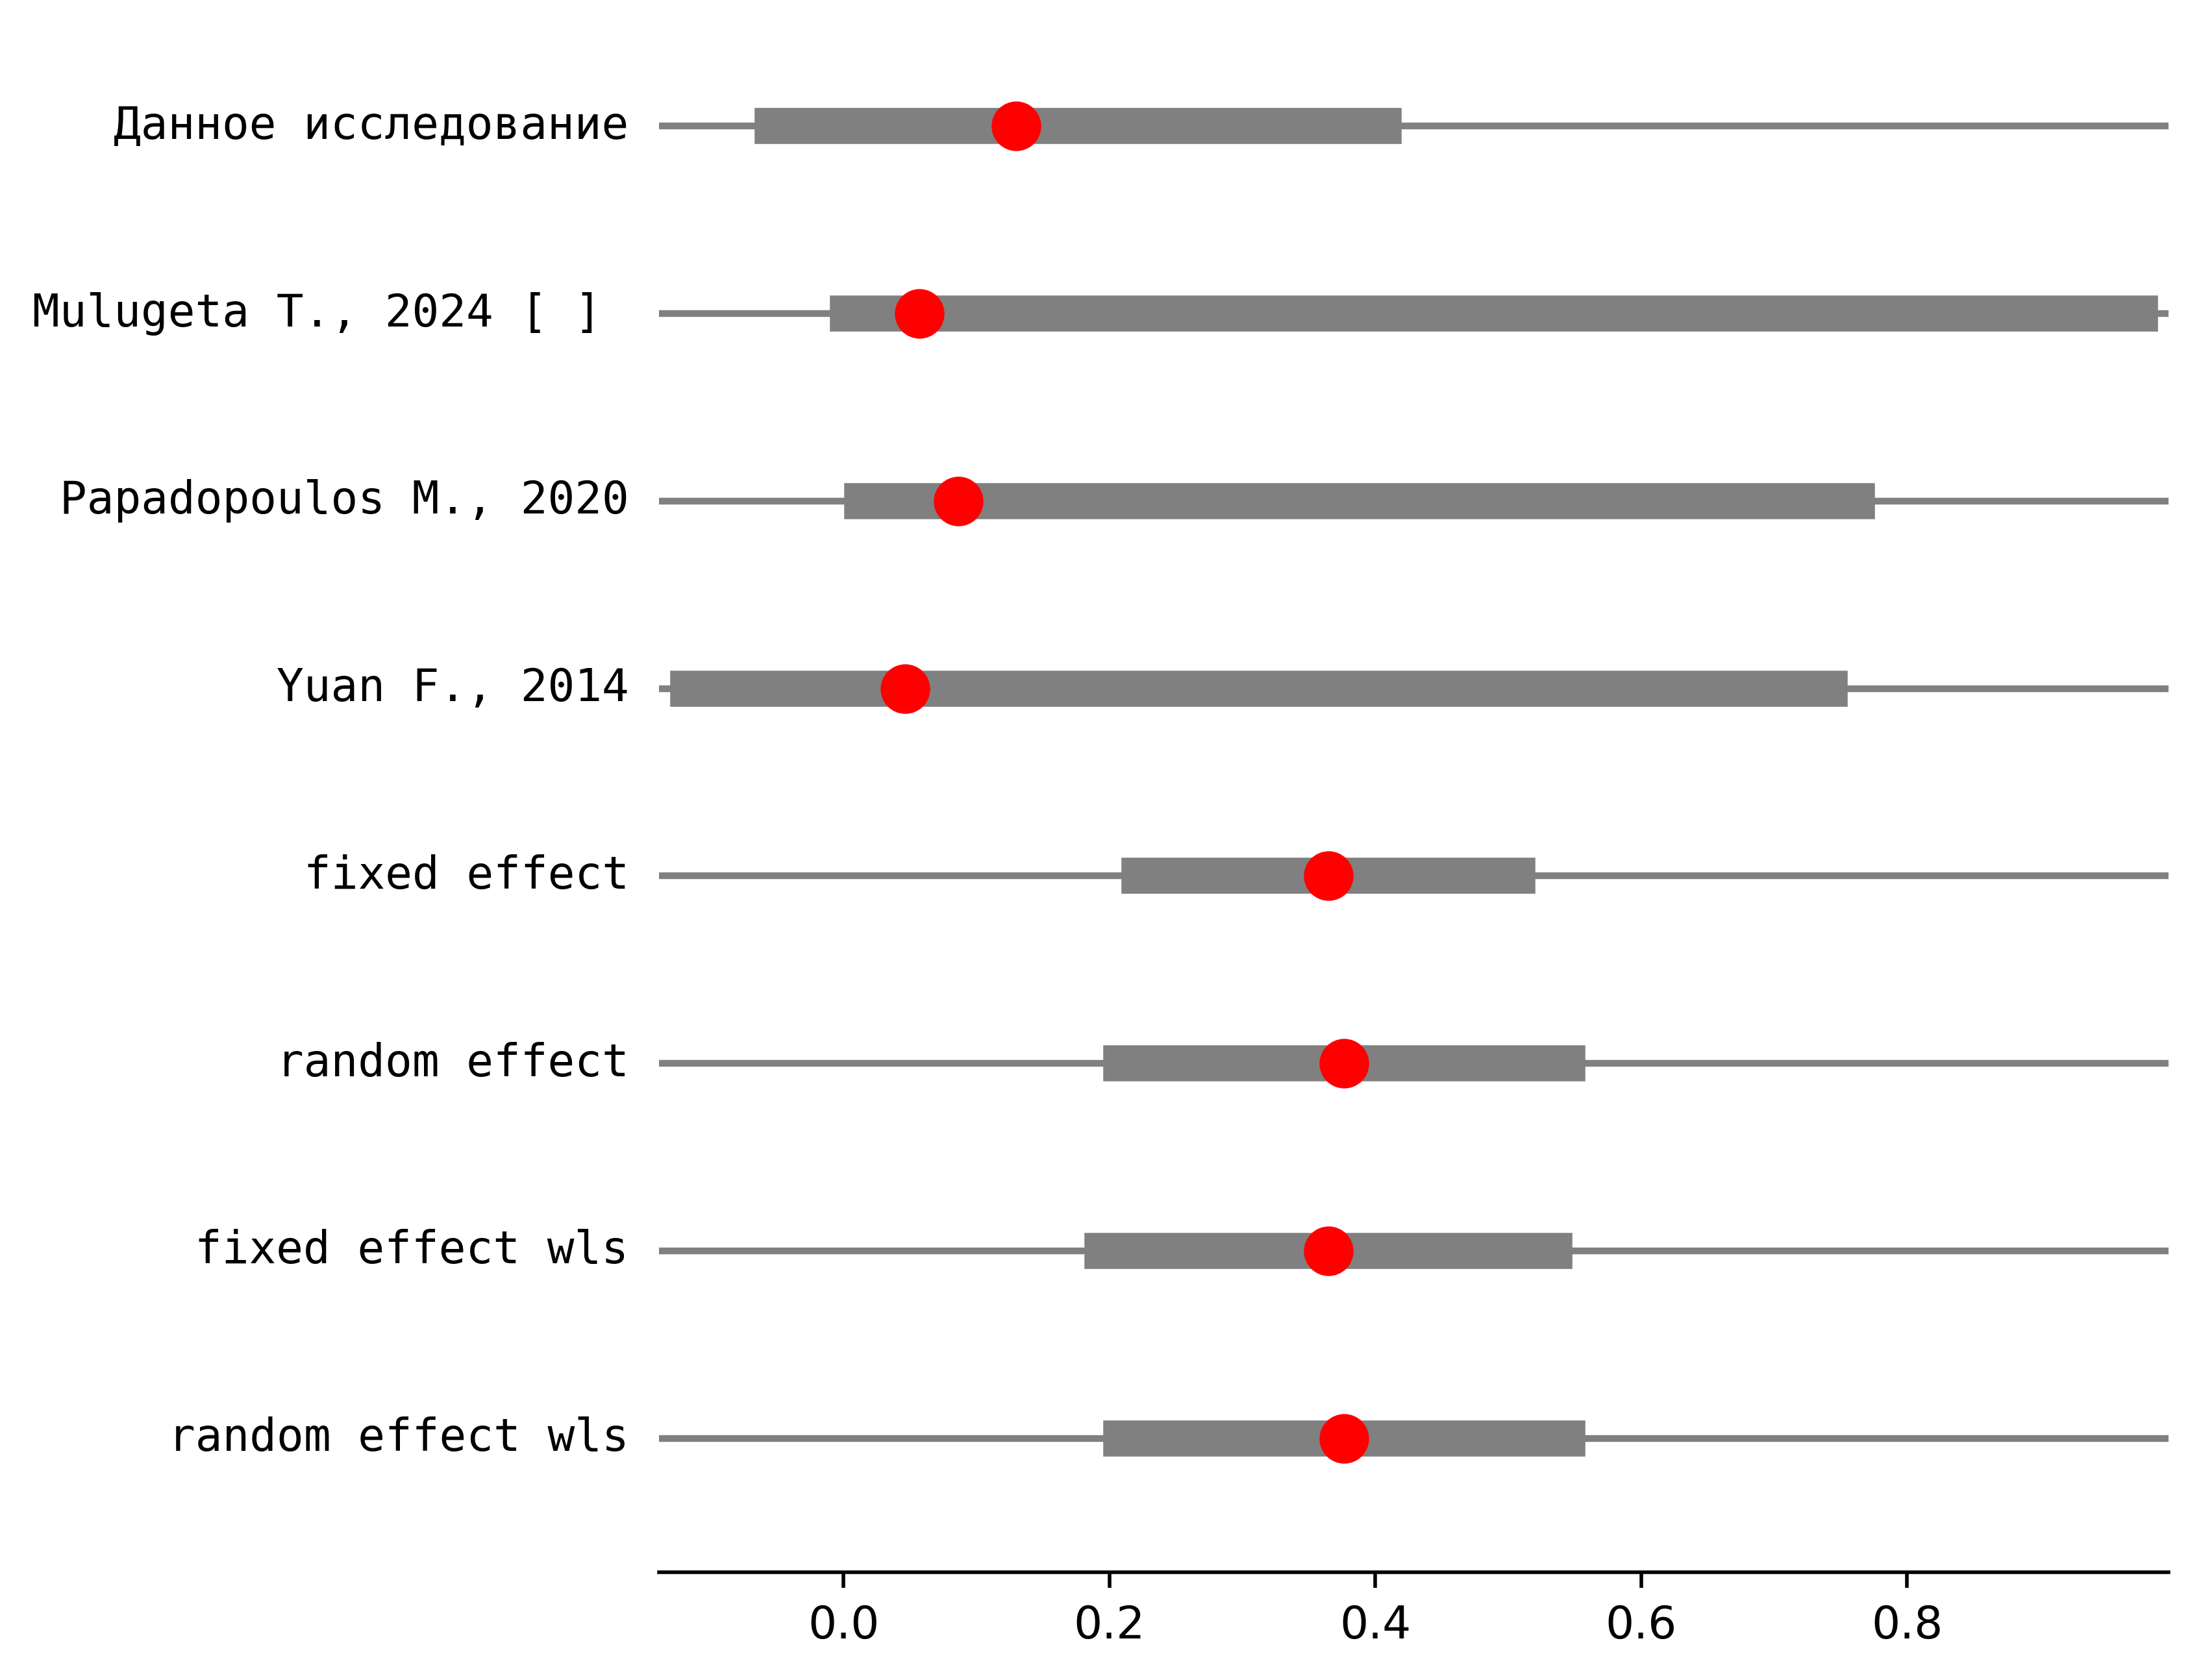 Данное исследование
Mulugeta T., 2024 [ ]
Papadopoulos M., 2020
Yuan F., 2014
fixed effect
random effect
fixed effect wls
random effect wls
0.0 0.2 0.4 0.6 0.8